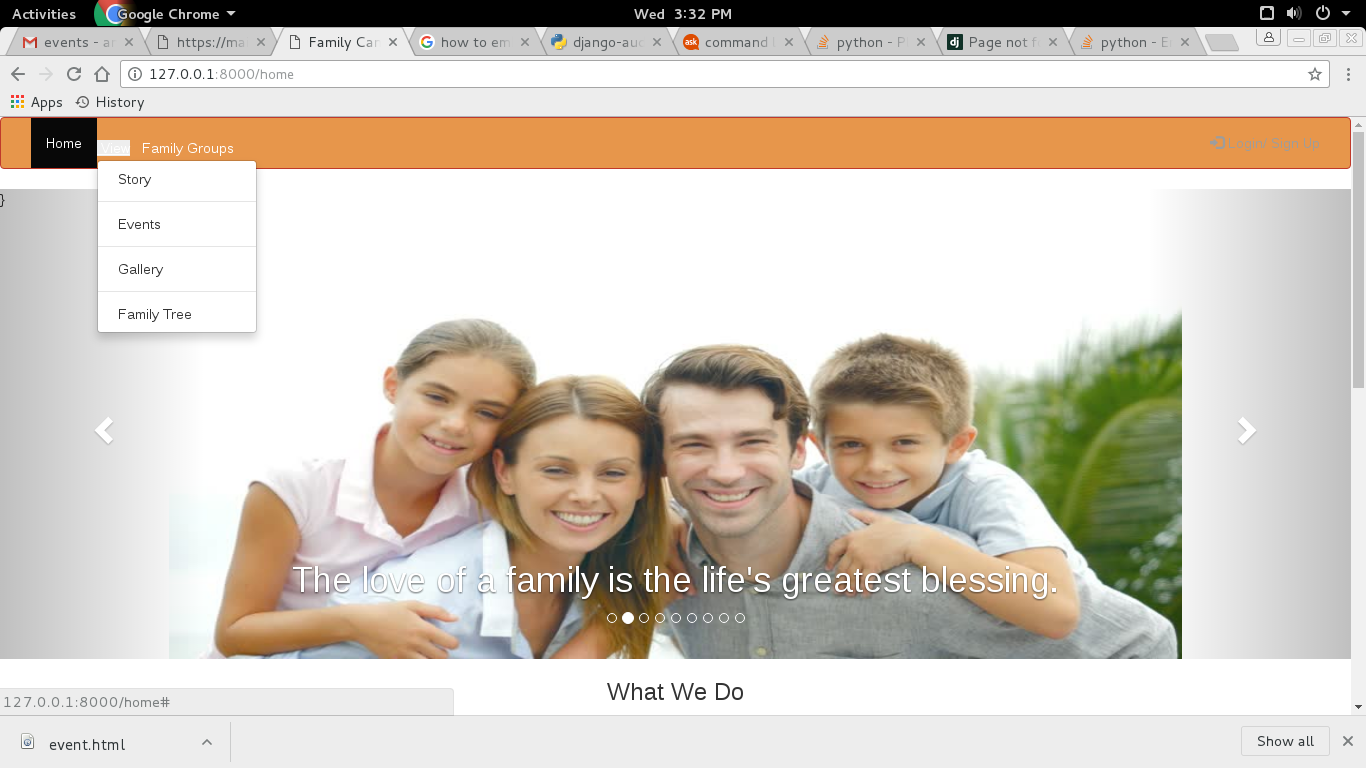 Activities Google Chrome Wed 3:32 PM
events - ar https://ma Family Car how to em django-aud command l python - P Page not f python - E
127.0.0.1:8000/home
Apps History
Home View Family Groups Login/ Sign Up
Story
}
Events
Gallery
Family Tree
The love of a family is the life's greatest blessing.
What We Do
127.0.0.1:8000/home#
event.html Show all